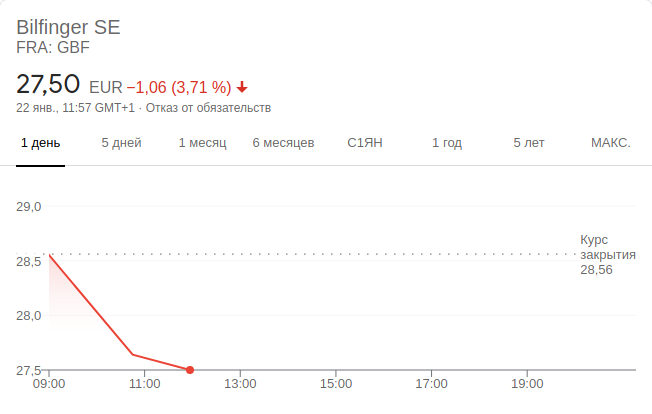 Bilfinger SE
FRA: GBF
27,50 EUR −1,06 (3,71 %)
22 янв., 11:57 GMT+1 · Отказ от обязательств
1 день 5 дней 1 месяц 6 месяцев С1ЯН 1 год 5 лет МАКС.
29,0
Курс
закрытия
28,56
28,5
28,0
27,5
09:00 11:00 13:00 15:00 17:00 19:00